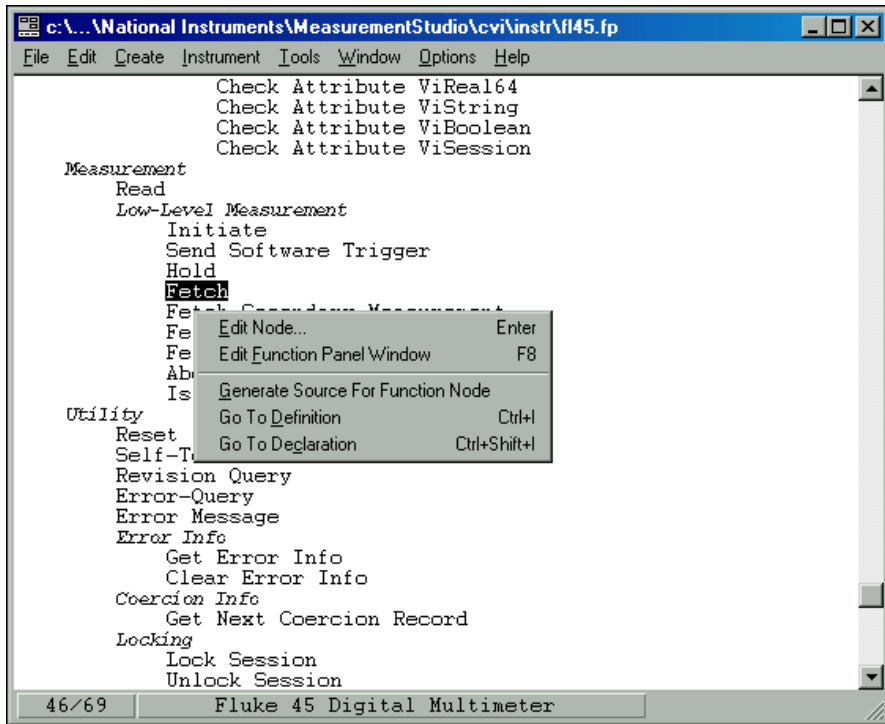 c:\...\National Instruments\MeasurementStudio\cvi\instr\fl45.fp
File Edit Create Instrument Tools Window Options Help
Check Attribute ViReal64
Check Attribute ViString
Check Attribute ViBoolean
Check Attribute ViSession
Measurement
Read
Low-Level Measurement
Initiate
Send Software Trigger
Hold
Fetch
Edit Node... Enter
Edit Function Panel Window F8
Generate Source For Function Node
Go To Definition Ctrl+I
Go To Declaration Ctrl+Shift+I
Utility
Reset
Revision Query
Error-Query
Error Message
Error Info
Get Error Info
Clear Error Info
Coercion Info
Get Next Coercion Record
Locking
Lock Session
Unlock Session
46/69 Fluke 45 Digital Multimeter